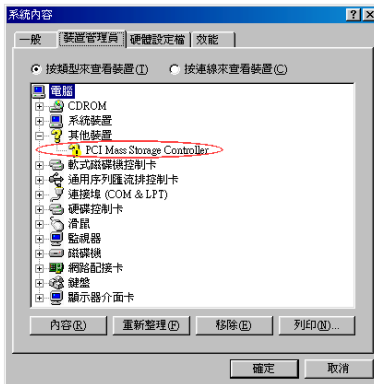 系統內容
一般 裝置管理員 硬體設定檔 效能
按類型來查看裝置(I) 按連線來查看裝置(C)
電腦
CDROM
系統裝置
其他裝置
PCI Mass Storage Controller
軟式磁碟機控制卡
通用序列匯流排控制卡
連接埠 (COM & LPT)
硬碟控制卡
滑鼠
監視器
磁碟機
網路配接卡
鍵盤
顯示器介面卡
內容(R) 重新整理(F) 移除(E) 列印(N)...
確定 取消